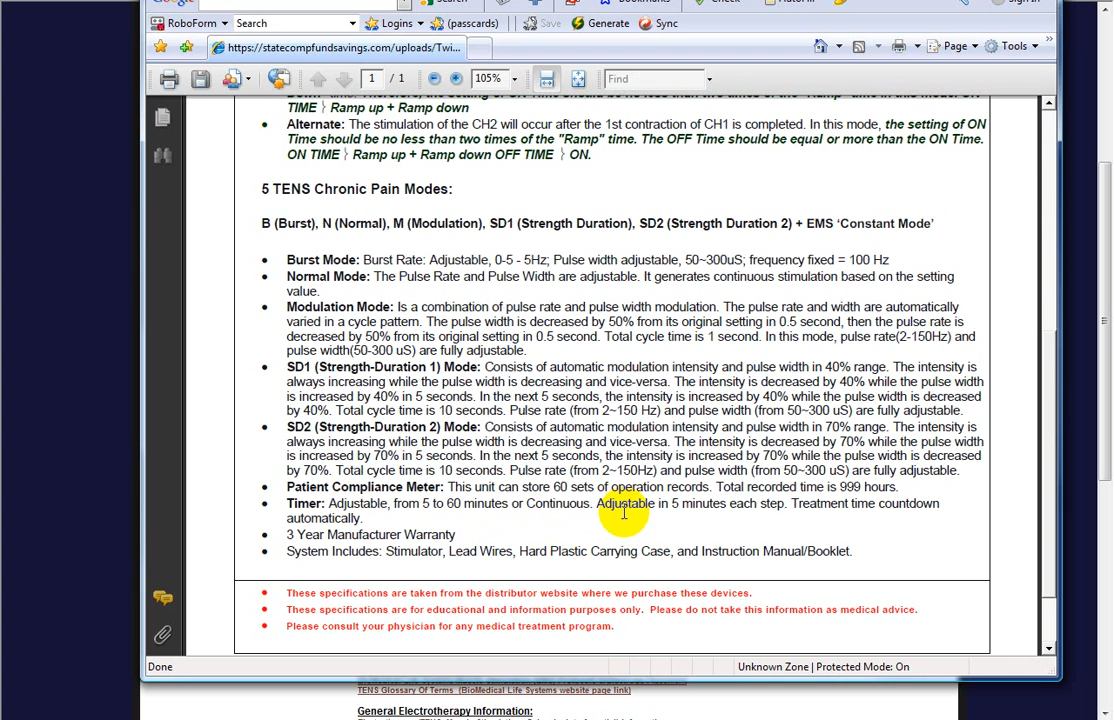 RoboForm
Search
Logins
(passcards)
Save
Generate
Sync
https://statecompfundsavings.com/uploads/Twi...
Page
Tools
1 / 1
105%
Find
TIME } Ramp up + Ramp down
• Alternate: The stimulation of the CH2 will occur after the 1st contraction of CH1 is completed. In this mode, the setting of ON
Time should be no less than two times of the "Ramp" time. The OFF Time should be equal or more than the ON Time.
ON TIME } Ramp up + Ramp down OFF TIME } ON.
5 TENS Chronic Pain Modes:
B (Burst), N (Normal), M (Modulation), SD1 (Strength Duration), SD2 (Strength Duration 2) + EMS ‘Constant Mode’
• Burst Mode: Burst Rate: Adjustable, 0-5 - 5Hz; Pulse width adjustable, 50~300uS; frequency fixed = 100 Hz
• Normal Mode: The Pulse Rate and Pulse Width are adjustable. It generates continuous stimulation based on the setting
value.
• Modulation Mode: Is a combination of pulse rate and pulse width modulation. The pulse rate and width are automatically
varied in a cycle pattern. The pulse width is decreased by 50% from its original setting in 0.5 second, then the pulse rate is
decreased by 50% from its original setting in 0.5 second. Total cycle time is 1 second. In this mode, pulse rate(2-150Hz) and
pulse width(50-300 uS) are fully adjustable.
• SD1 (Strength-Duration 1) Mode: Consists of automatic modulation intensity and pulse width in 40% range. The intensity is
always increasing while the pulse width is decreasing and vice-versa. The intensity is decreased by 40% while the pulse width
is increased by 40% in 5 seconds. In the next 5 seconds, the intensity is increased by 40% while the pulse width is decreased
by 40%. Total cycle time is 10 seconds. Pulse rate (from 2~150 Hz) and pulse width (from 50~300 uS) are fully adjustable.
• SD2 (Strength-Duration 2) Mode: Consists of automatic modulation intensity and pulse width in 70% range. The intensity is
always increasing while the pulse width is decreasing and vice-versa. The intensity is decreased by 70% while the pulse width
is increased by 70% in 5 seconds. In the next 5 seconds, the intensity is increased by 70% while the pulse width is decreased
by 70%. Total cycle time is 10 seconds. Pulse rate (from 2~150Hz) and pulse width (from 50~300 uS) are fully adjustable.
• Patient Compliance Meter: This unit can store 60 sets of operation records. Total recorded time is 999 hours.
• Timer: Adjustable, from 5 to 60 minutes or Continuous. Adjustable in 5 minutes each step. Treatment time countdown
automatically.
• 3 Year Manufacturer Warranty
• System Includes: Stimulator, Lead Wires, Hard Plastic Carrying Case, and Instruction Manual/Booklet.
• These specifications are taken from the distributor website where we purchase these devices.
• These specifications are for educational and information purposes only. Please do not take this information as medical advice.
• Please consult your physician for any medical treatment program.
Done
Unknown Zone | Protected Mode: On
TENS Glossary Of Terms (BioMedical Life Systems website page link)
General Electrotherapy Information: